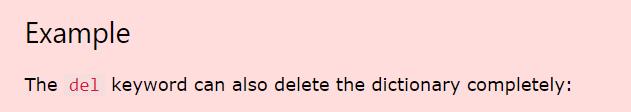 Example
The del keyword can also delete the dictionary completely: